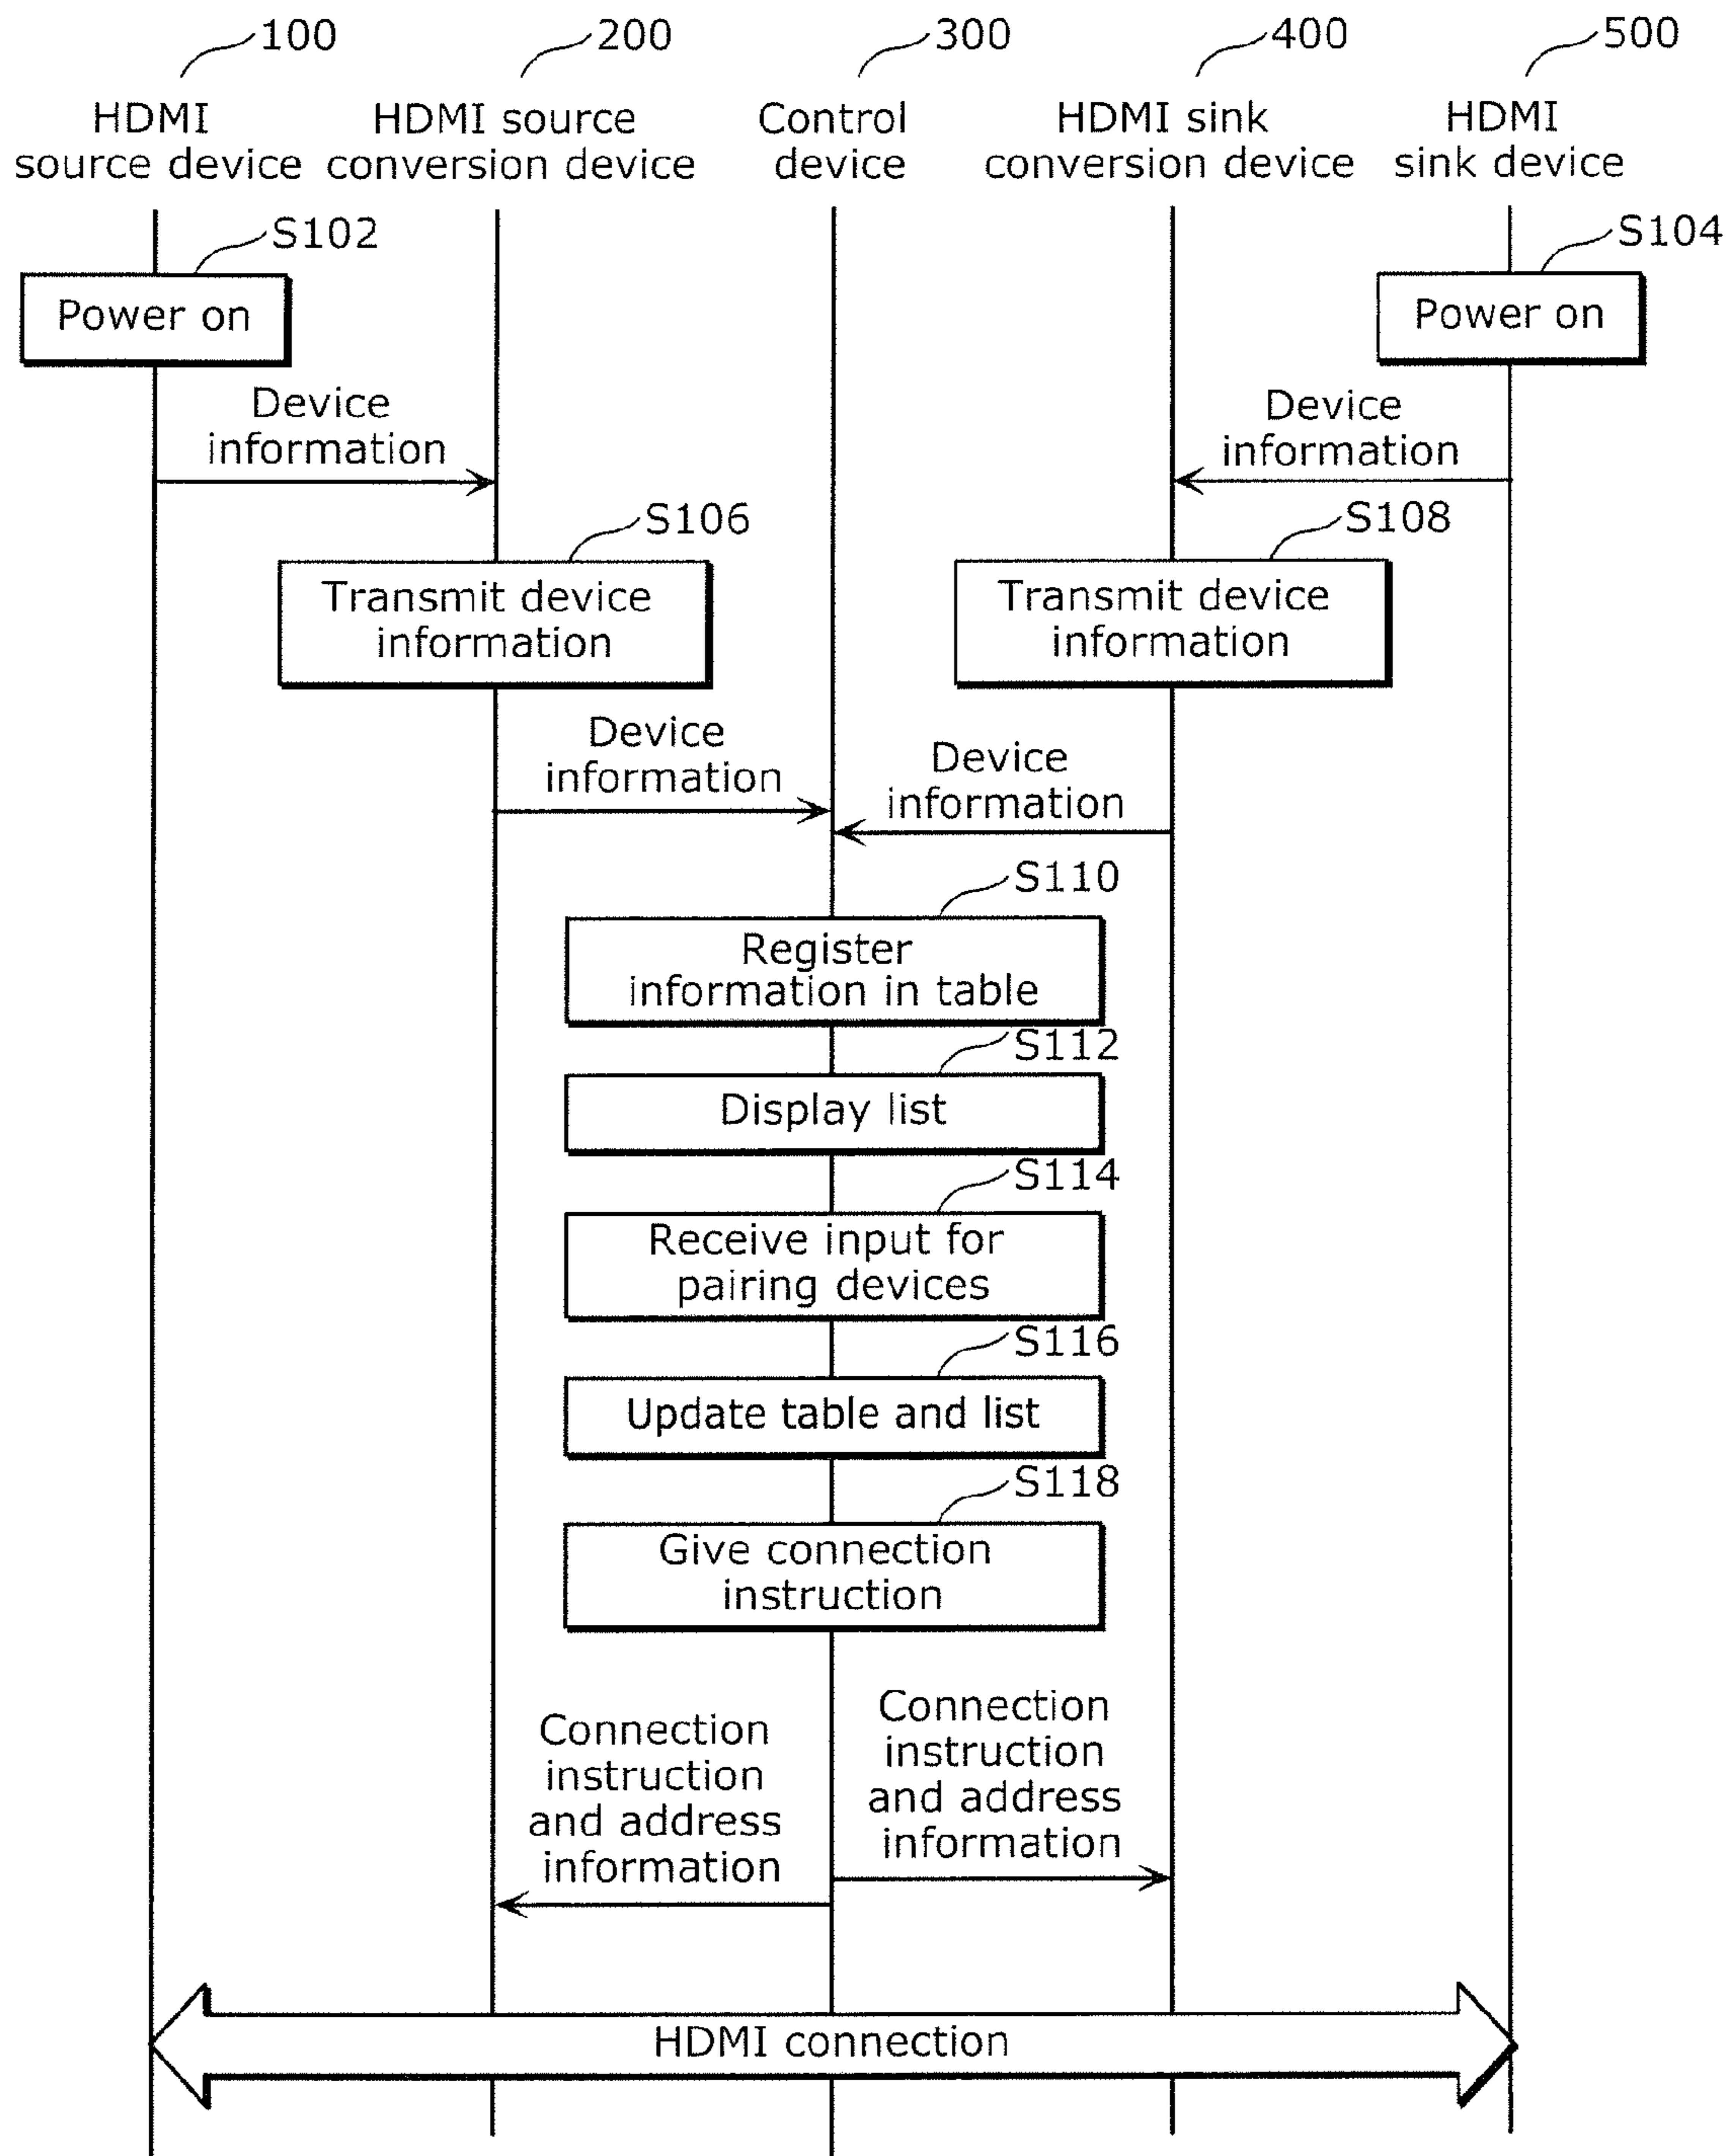 100
200
300
400
500
HDMI
source device
HDMI source
conversion device
Control
device
HDMI sink
conversion device
HDMI
sink device
S102
S104
Power on
Power on
Device
information
Device
information
S106
S108
Transmit device
information
Transmit device
information
Device
information
Device
information
S110
Register
information in table
S112
Display list
S114
Receive input for
pairing devices
S116
Update table and list
S118
Give connection
instruction
Connection
instruction
and address
information
Connection
instruction
and address
information
HDMI connection